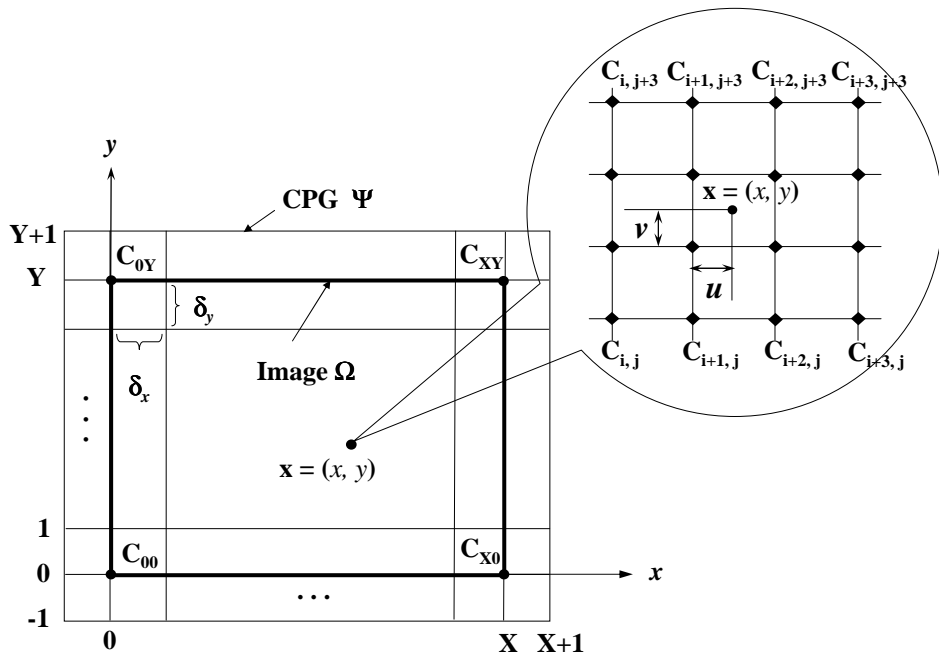 C_{i, j+3} C_{i+1, j+3} C_{i+2, j+3} C_{i+3, j+3}
x = (x, y)
v
u
C_{i, j} C_{i+1, j} C_{i+2, j} C_{i+3, j}
y
CPG Ψ
Y+1
C_{0Y} C_{XY}
Y
δ_y
Image Ω
δ_x
⋮
x = (x, y)
1
C_{00} C_{X0}
0 x
...
-1
0 X X+1